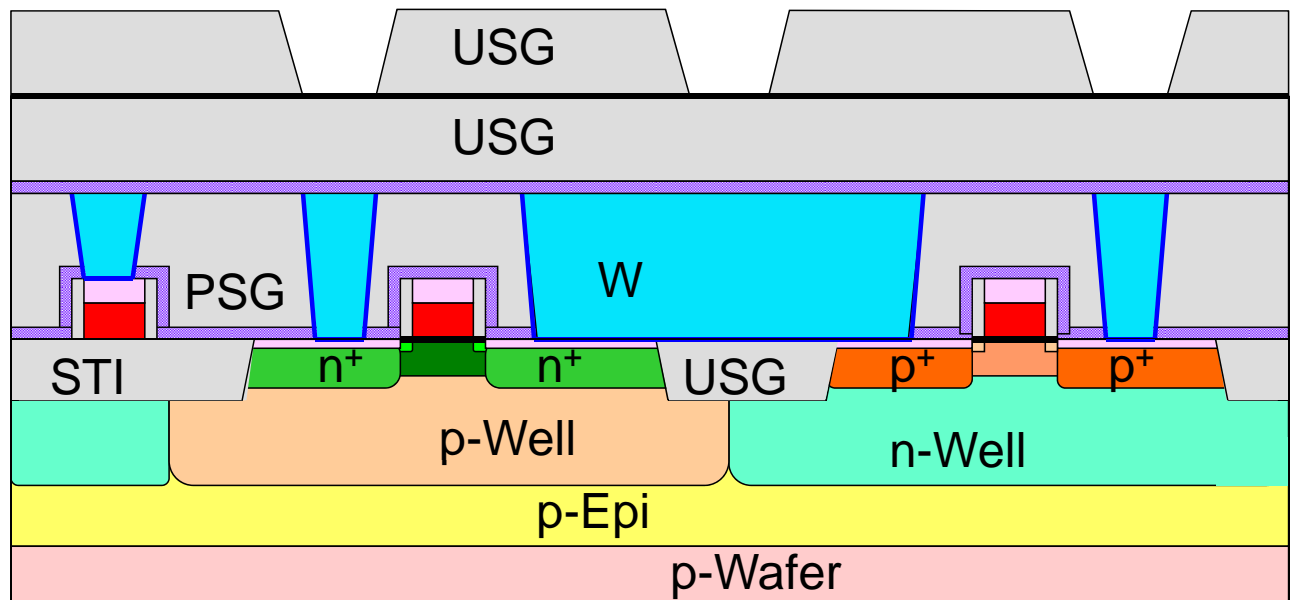 USG
USG
W
PSG
STI
n+
n+
USG
p+
p+
p-Well
n-Well
p-Epi
p-Wafer